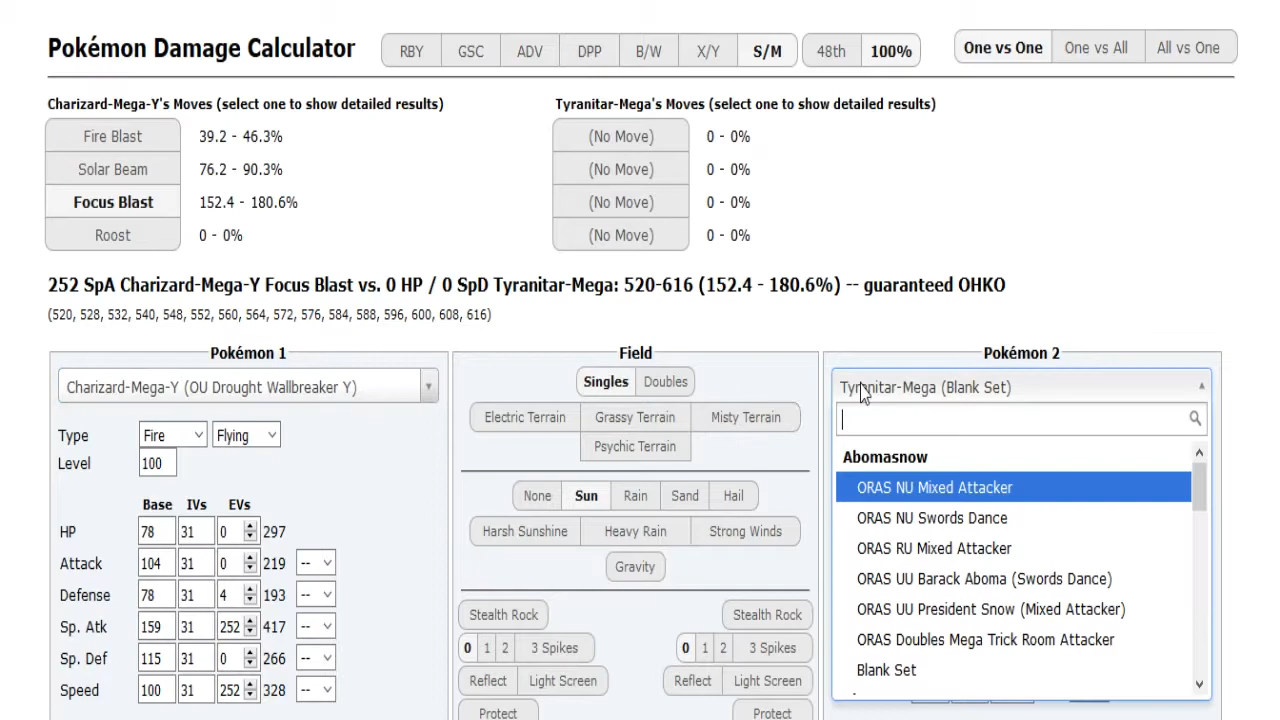 Pokémon Damage Calculator
RBY GSC ADV DPP B/W X/Y S/M 48th 100% One vs One One vs All All vs One
Charizard-Mega-Y's Moves (select one to show detailed results)
Fire Blast 39.2 - 46.3%
Solar Beam 76.2 - 90.3%
Focus Blast 152.4 - 180.6%
Roost 0 - 0%
Tyranitar-Mega's Moves (select one to show detailed results)
(No Move) 0 - 0%
(No Move) 0 - 0%
(No Move) 0 - 0%
(No Move) 0 - 0%
252 SpA Charizard-Mega-Y Focus Blast vs. 0 HP / 0 SpD Tyranitar-Mega: 520-616 (152.4 - 180.6%) -- guaranteed OHKO
(520, 528, 532, 540, 548, 552, 560, 564, 572, 576, 584, 588, 596, 600, 608, 616)
Pokémon 1
Charizard-Mega-Y (OU Drought Wallbreaker Y)
Type Fire Flying
Level 100
Base IVs EVs
HP 78 31 0 297
Attack 104 31 0 219 --
Defense 78 31 4 193 --
Sp. Atk 159 31 252 417 --
Sp. Def 115 31 0 266 --
Speed 100 31 252 328 --
Field
Singles Doubles
Electric Terrain Grassy Terrain Misty Terrain
Psychic Terrain
None Sun Rain Sand Hail
Harsh Sunshine Heavy Rain Strong Winds
Gravity
Stealth Rock Stealth Rock
0 1 2 3 Spikes 0 1 2 3 Spikes
Reflect Light Screen Reflect Light Screen
Protect Protect
Pokémon 2
Tyranitar-Mega (Blank Set)
Abomasnow
ORAS NU Mixed Attacker
ORAS NU Swords Dance
ORAS RU Mixed Attacker
ORAS UU Barack Aboma (Swords Dance)
ORAS UU President Snow (Mixed Attacker)
ORAS Doubles Mega Trick Room Attacker
Blank Set